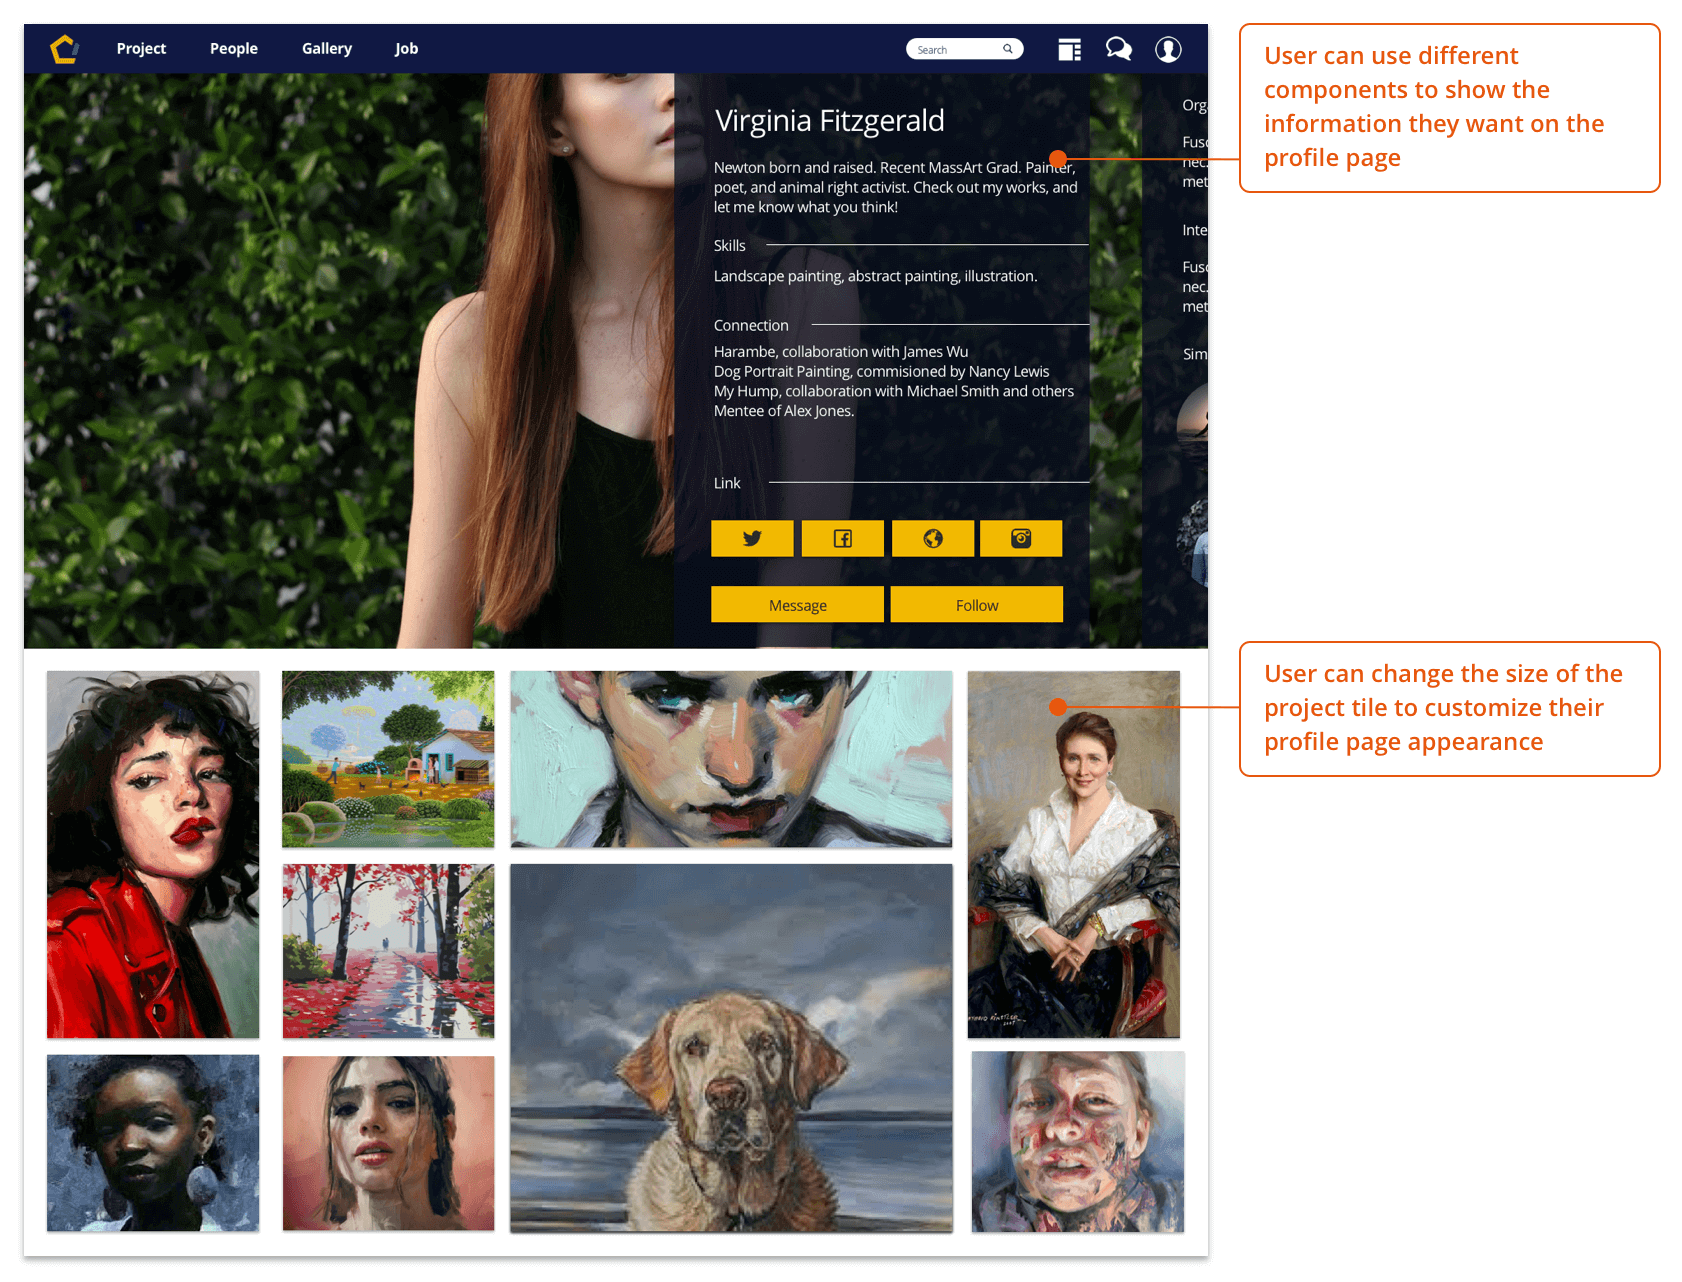 Project People Gallery Job Search
Virginia Fitzgerald
Newton born and raised. Recent MassArt Grad. Painter,
poet, and animal right activist. Check out my works, and
let me know what you think!
Skills
Landscape painting, abstract painting, illustration.
Connection
Harambe, collaboration with James Wu
Dog Portrait Painting, commisioned by Nancy Lewis
My Hump, collaboration with Michael Smith and others
Mentee of Alex Jones.
Link
Message Follow
Org
Fusc
nec.
met
Inte
Fusc
nec.
met
Sim
User can use different
components to show the
information they want on the
profile page
User can change the size of the
project tile to customize their
profile page appearance